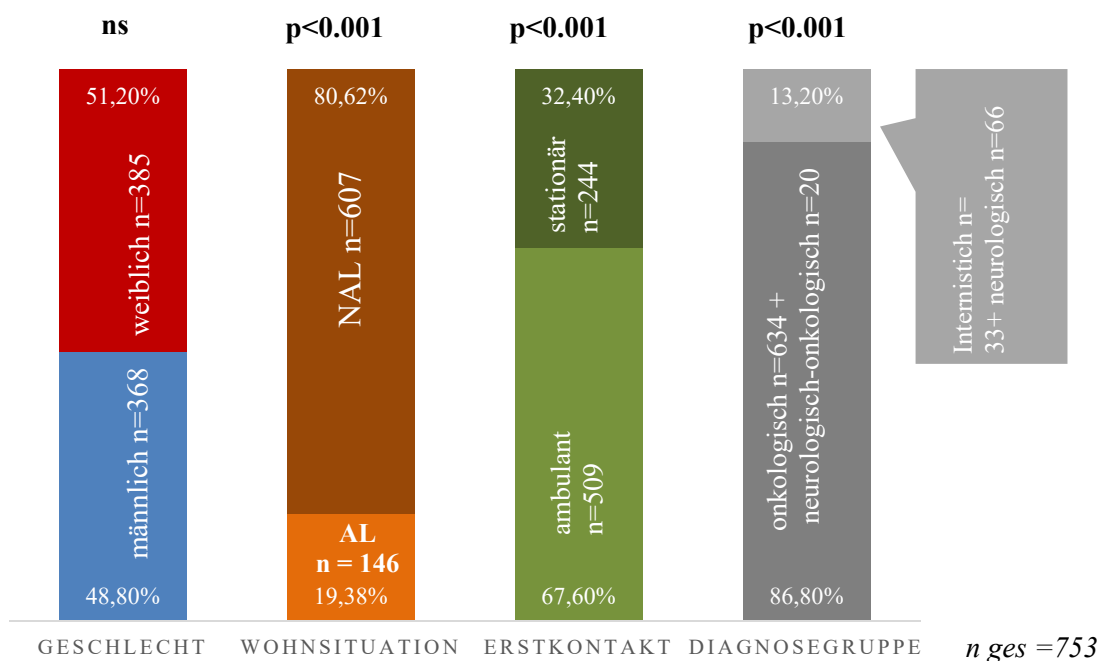 ns
p<0.001
p<0.001
p<0.001
51,20%
weiblich n=385
männlich n=368
48,80%
80,62%
NAL n=607
AL
n = 146
19,38%
32,40%
stationär
n=244
ambulant
n=509
67,60%
13,20%
onkologisch n=634 +
neurologisch-onkologisch n=20
86,80%
Internistich n=
33+ neurologisch n=66
GESCHLECHT
WOHNSITUATION
ERSTKONTAKT
DIAGNOSEGRUPPE
n ges =753